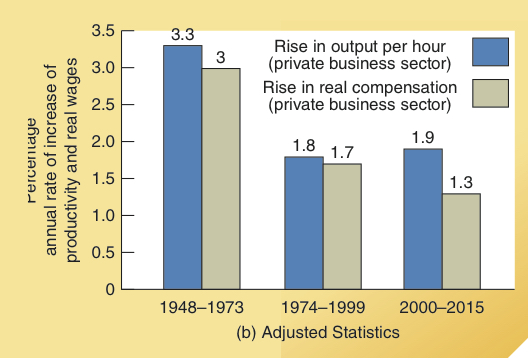 3.5
3.0
2.5
2.0
1.5
1.0
0.5
0
Percentage
annual rate of increase of
productivity and real wages
Rise in output per hour
(private business sector)
Rise in real compensation
(private business sector)
3.3
3
1.8
1.7
1.9
1.3
1948–1973
1974–1999
2000–2015
(b) Adjusted Statistics